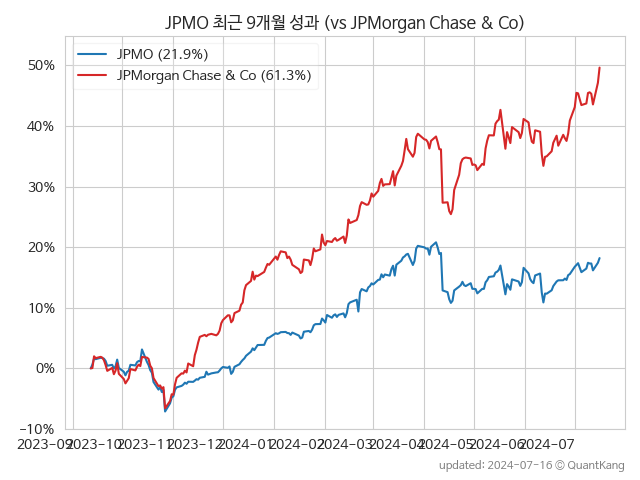 JPMO 최근 9개월 성과 (vs JPMorgan Chase & Co)
JPMO (21.9%)
JPMorgan Chase & Co (61.3%)
50%
40%
30%
20%
10%
0%
−10%
2023-09 2023-10 2023-11 2023-12 2024-01 2024-02 2024-03 2024-04 2024-05 2024-06 2024-07
updated: 2024-07-16 © QuantKang